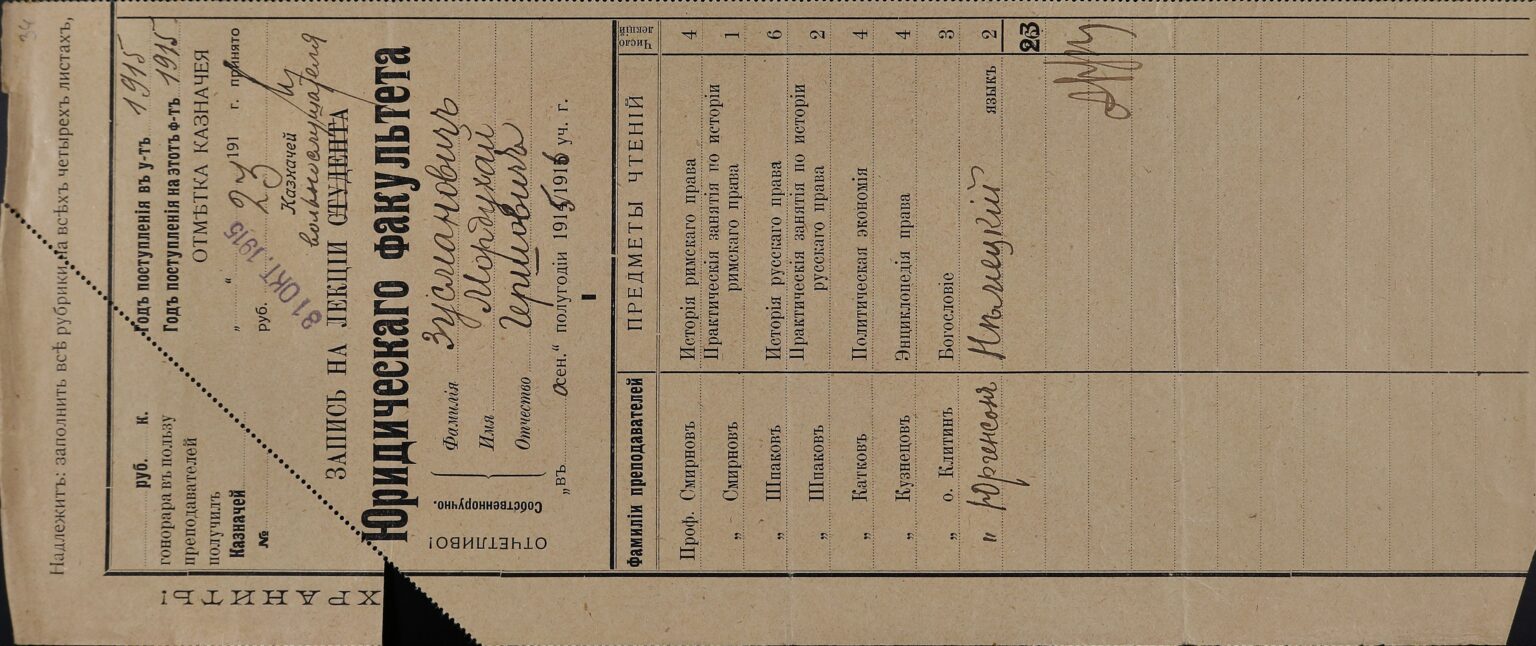 34
Надлежитъ: заполнить всѣ рубрики на всѣхъ четырехъ листахъ,
ХРАНИТЬ!
руб. к.
гонорара въ пользу
преподавателей
получилъ
Казначей
№
Годъ поступленія въ у-тъ 1915
Годъ поступленія на этотъ ф-тъ 1915
ОТМѢТКА КАЗНАЧЕЯ
„ “ 191 г. принято
31 ОКТ. 1915
руб. 23
Казначей
вольнослушателя
ЗАПИСЬ НА ЛЕКЦІИ СТУДЕНТА
Юридическаго факультета
ОТЧЕТЛИВО!
Собственноручно.
Фамилія Зусмановичъ
Имя Мордухай
Отчество Гершовичъ
„въ осен.“ полугодіи 1915/1916 уч. г.
Фамиліи преподавателей ПРЕДМЕТЫ ЧТЕНІЙ Число лекцій
Проф. Смирновъ Исторія римскаго права 4
„ Смирновъ Практическія занятія по исторіи
римскаго права 1
„ Шпаковъ Исторія русскаго права 6
„ Шпаковъ Практическія занятія по исторіи
русскаго права 2
„ Катковъ Политическая экономія 4
„ Кузнецовъ Энциклопедія права 4
„ о. Клитинъ Богословіе 3
„ Юргенсонъ Нѣмецкій языкъ 2